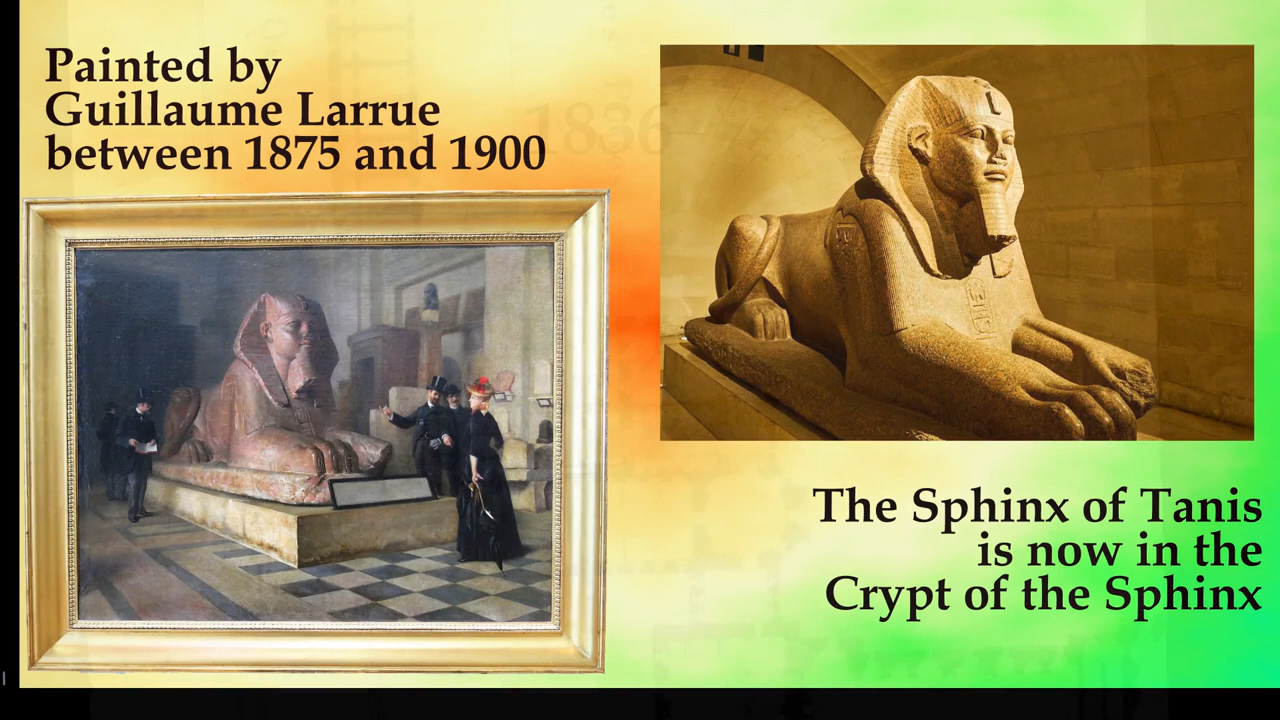 Painted by
Guillaume Larrue
between 1875 and 1900
1836
The Sphinx of Tanis
is now in the
Crypt of the Sphinx